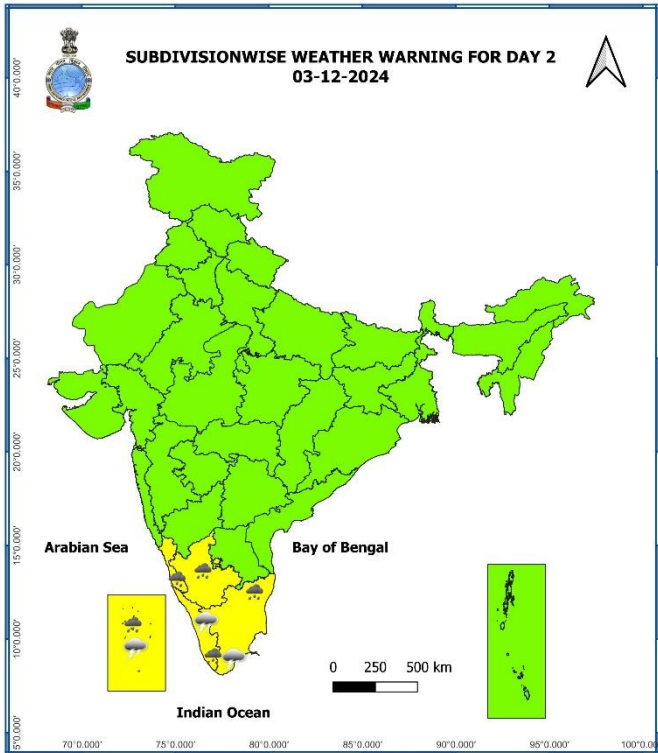 SUBDIVISIONWISE WEATHER WARNING FOR DAY 2
03-12-2024
40°0.000'
35°0.000'
30°0.000'
25°0.000'
20°0.000'
15°0.000'
10°0.000'
5°0.000'
Arabian Sea
Bay of Bengal
0 250 500 km
Indian Ocean
70°0.000' 75°0.000' 80°0.000' 85°0.000' 90°0.000' 95°0.000' 100°0.000'